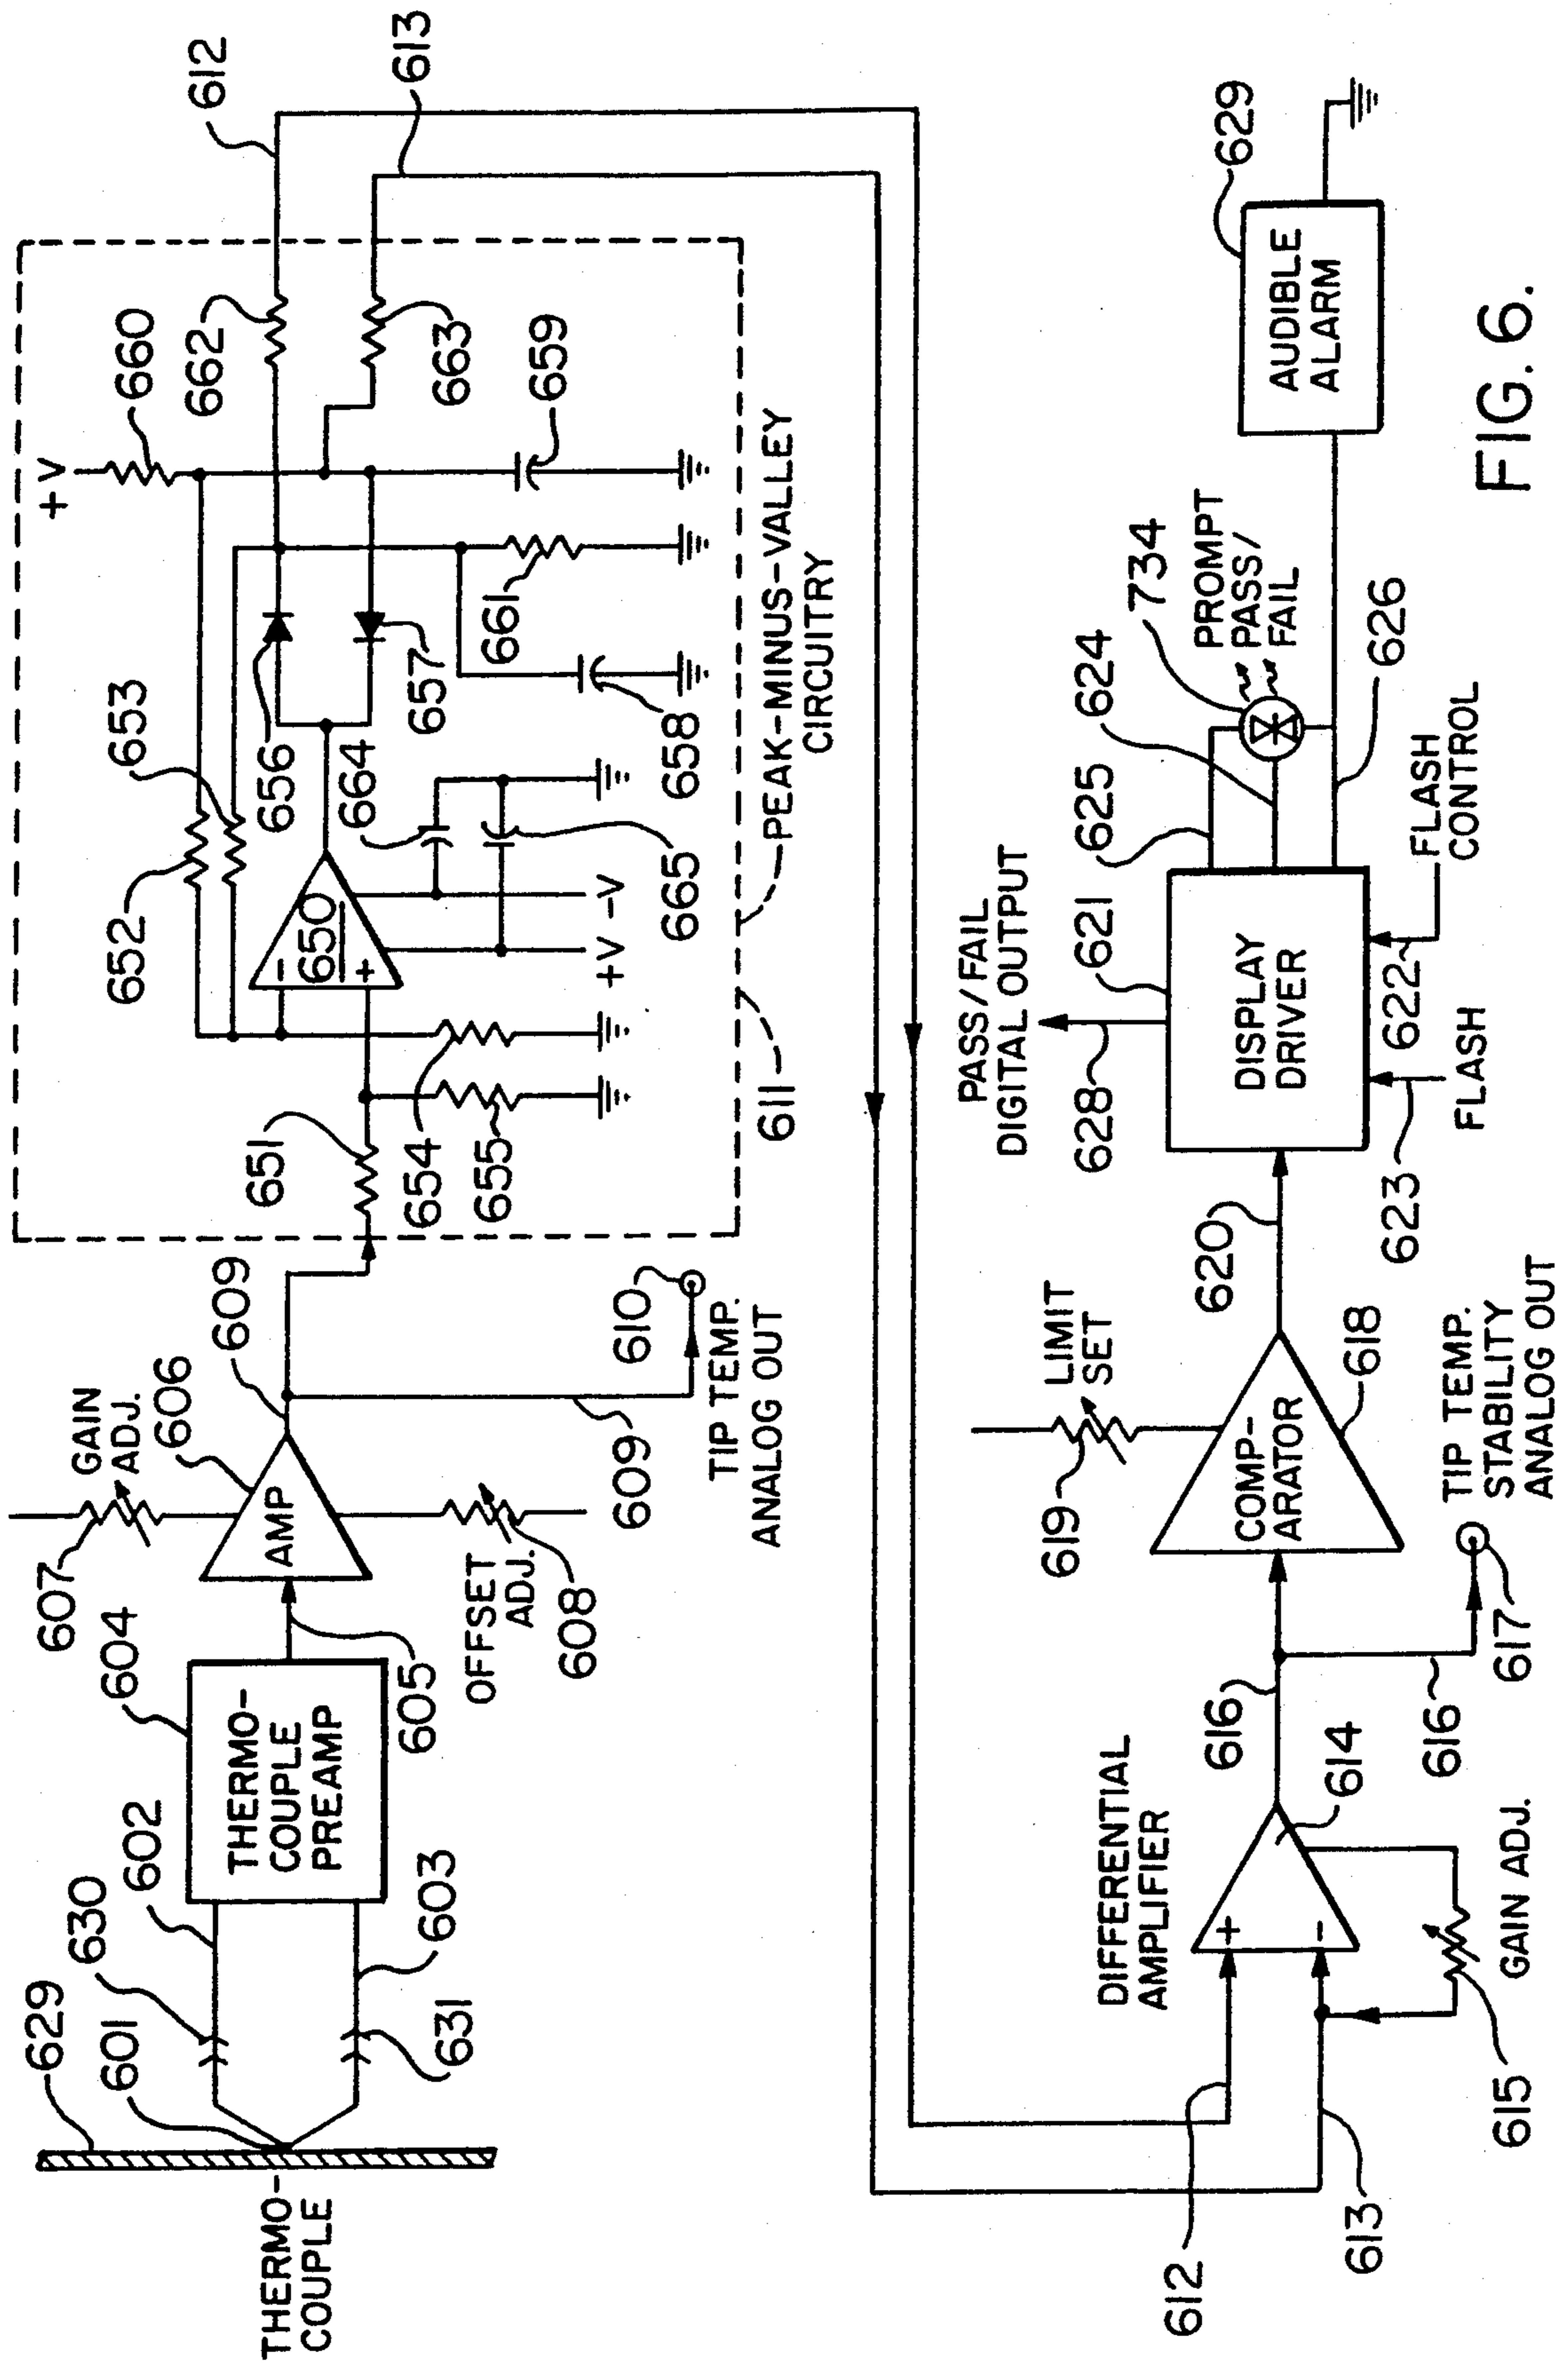 612
613
+V
660
662
663
659
653
652
656
657
661
658
664
665
650
-
+
+V -V
PEAK-MINUS-VALLEY
CIRCUITRY
611
651
654
655
609
610
TIP TEMP.
ANALOG OUT
609
606
GAIN
ADJ.
607
AMP
OFFSET
ADJ.
608
604
605
THERMO-
COUPLE
PREAMP
602
603
630
631
629
601
THERMO-
COUPLE
612
613
DIFFERENTIAL
AMPLIFIER
+
-
614
615
GAIN ADJ.
616
616
617
TIP TEMP.
STABILITY
ANALOG OUT
LIMIT
SET
619
COMP-
ARATOR
618
620
PASS/FAIL
DIGITAL OUTPUT
628
621
DISPLAY
DRIVER
623
FLASH
622
FLASH
CONTROL
625
624
734
PROMPT
PASS/
FAIL
626
629
AUDIBLE
ALARM
FIG. 6.